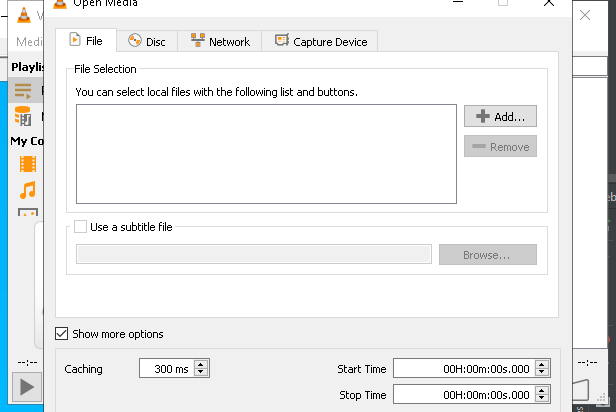 Open Media
V
Medi
File
Disc
Network
Capture Device
Playlis
My Co
File Selection
You can select local files with the following list and buttons.
Add...
Remove
Use a subtitle file
Browse...
Show more options
Caching
300 ms
Start Time
00H:00m:00s.000
Stop Time
00H:00m:00s.000
--:--
--:--